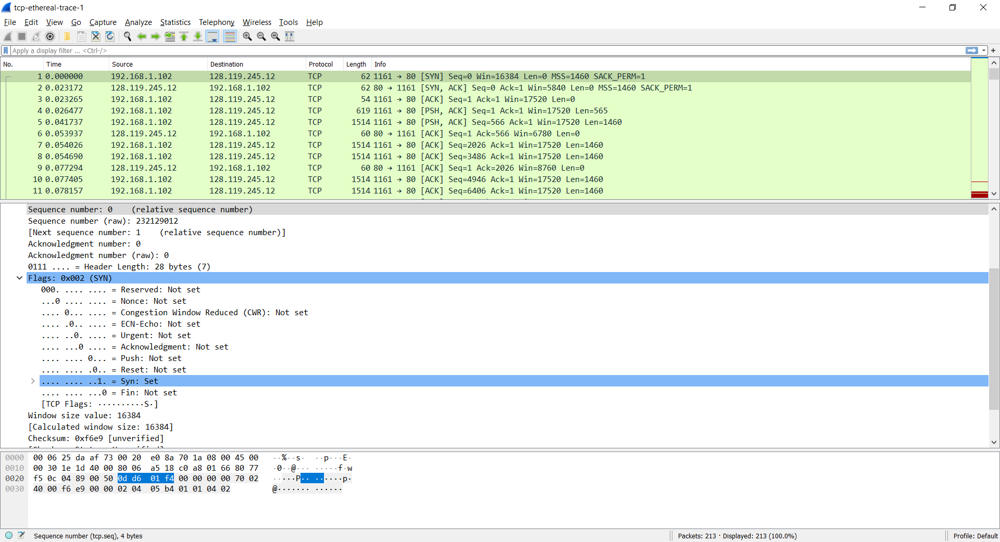 tcp-ethereal-trace-1
File Edit View Go Capture Analyze Statistics Telephony Wireless Tools Help
Apply a display filter ... <Ctrl-/>
No. Time Source Destination Protocol Length Info
1 0.000000 192.168.1.102 128.119.245.12 TCP 62 1161 → 80 [SYN] Seq=0 Win=16384 Len=0 MSS=1460 SACK_PERM=1
2 0.023172 128.119.245.12 192.168.1.102 TCP 62 80 → 1161 [SYN, ACK] Seq=0 Ack=1 Win=5840 Len=0 MSS=1460 SACK_PERM=1
3 0.023265 192.168.1.102 128.119.245.12 TCP 54 1161 → 80 [ACK] Seq=1 Ack=1 Win=17520 Len=0
4 0.026477 192.168.1.102 128.119.245.12 TCP 619 1161 → 80 [PSH, ACK] Seq=1 Ack=1 Win=17520 Len=565
5 0.041737 192.168.1.102 128.119.245.12 TCP 1514 1161 → 80 [PSH, ACK] Seq=566 Ack=1 Win=17520 Len=1460
6 0.053937 128.119.245.12 192.168.1.102 TCP 60 80 → 1161 [ACK] Seq=1 Ack=566 Win=6780 Len=0
7 0.054026 192.168.1.102 128.119.245.12 TCP 1514 1161 → 80 [ACK] Seq=2026 Ack=1 Win=17520 Len=1460
8 0.054690 192.168.1.102 128.119.245.12 TCP 1514 1161 → 80 [ACK] Seq=3486 Ack=1 Win=17520 Len=1460
9 0.077294 128.119.245.12 192.168.1.102 TCP 60 80 → 1161 [ACK] Seq=1 Ack=2026 Win=8760 Len=0
10 0.077405 192.168.1.102 128.119.245.12 TCP 1514 1161 → 80 [ACK] Seq=4946 Ack=1 Win=17520 Len=1460
11 0.078157 192.168.1.102 128.119.245.12 TCP 1514 1161 → 80 [ACK] Seq=6406 Ack=1 Win=17520 Len=1460
Sequence number: 0    (relative sequence number)
Sequence number (raw): 232129012
[Next sequence number: 1    (relative sequence number)]
Acknowledgment number: 0
Acknowledgment number (raw): 0
0111 .... = Header Length: 28 bytes (7)
Flags: 0x002 (SYN)
000. .... .... = Reserved: Not set
...0 .... .... = Nonce: Not set
.... 0... .... = Congestion Window Reduced (CWR): Not set
.... .0.. .... = ECN-Echo: Not set
.... ..0. .... = Urgent: Not set
.... ...0 .... = Acknowledgment: Not set
.... .... 0... = Push: Not set
.... .... .0.. = Reset: Not set
.... .... ..1. = Syn: Set
.... .... ...0 = Fin: Not set
[TCP Flags: ··········S·]
Window size value: 16384
[Calculated window size: 16384]
Checksum: 0xf6e9 [unverified]
0000 00 06 25 da af 73 00 20 e0 8a 70 1a 08 00 45 00 ··%··s· ··p···E·
0010 00 30 1e 1d 40 00 80 06 a5 18 c0 a8 01 66 80 77 ·0··@··· ·····f·w
0020 f5 0c 04 89 00 50 0d d6 01 f4 00 00 00 00 70 02 ·····P·· ······p·
0030 40 00 f6 e9 00 00 02 04 05 b4 01 01 04 02 @······· ······
Sequence number (tcp.seq), 4 bytes
Packets: 213 · Displayed: 213 (100.0%)
Profile: Default